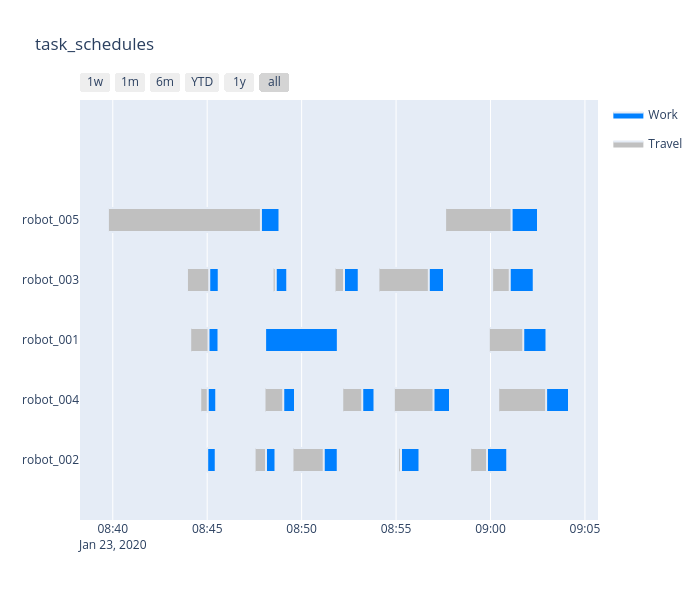 task_schedules
1w 1m 6m YTD 1y all
Work
Travel
robot_005
robot_003
robot_001
robot_004
robot_002
08:40 08:45 08:50 08:55 09:00 09:05
Jan 23, 2020